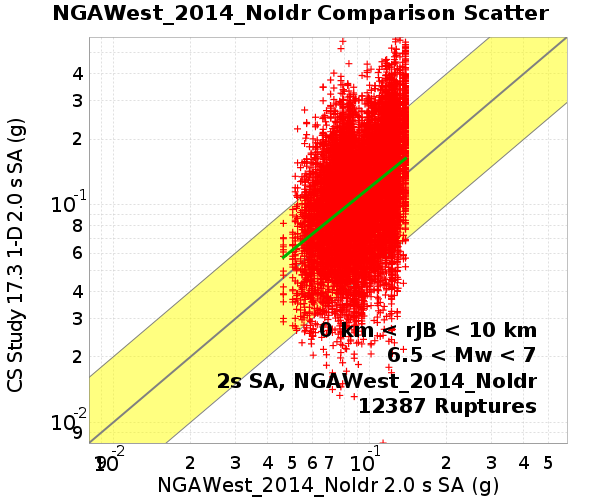 NGAWest_2014_NoIdr Comparison Scatter
CS Study 17.3 1-D 2.0 s SA (g)
4
3
2
10-1
8
6
4
3
2
10-2
9
0 km < rJB < 10 km
6.5 < Mw < 7
2s SA, NGAWest_2014_NoIdr
12387 Ruptures
9 10-2 2 3 4 5 6 7 10-1 2 3 4 5
NGAWest_2014_NoIdr 2.0 s SA (g)